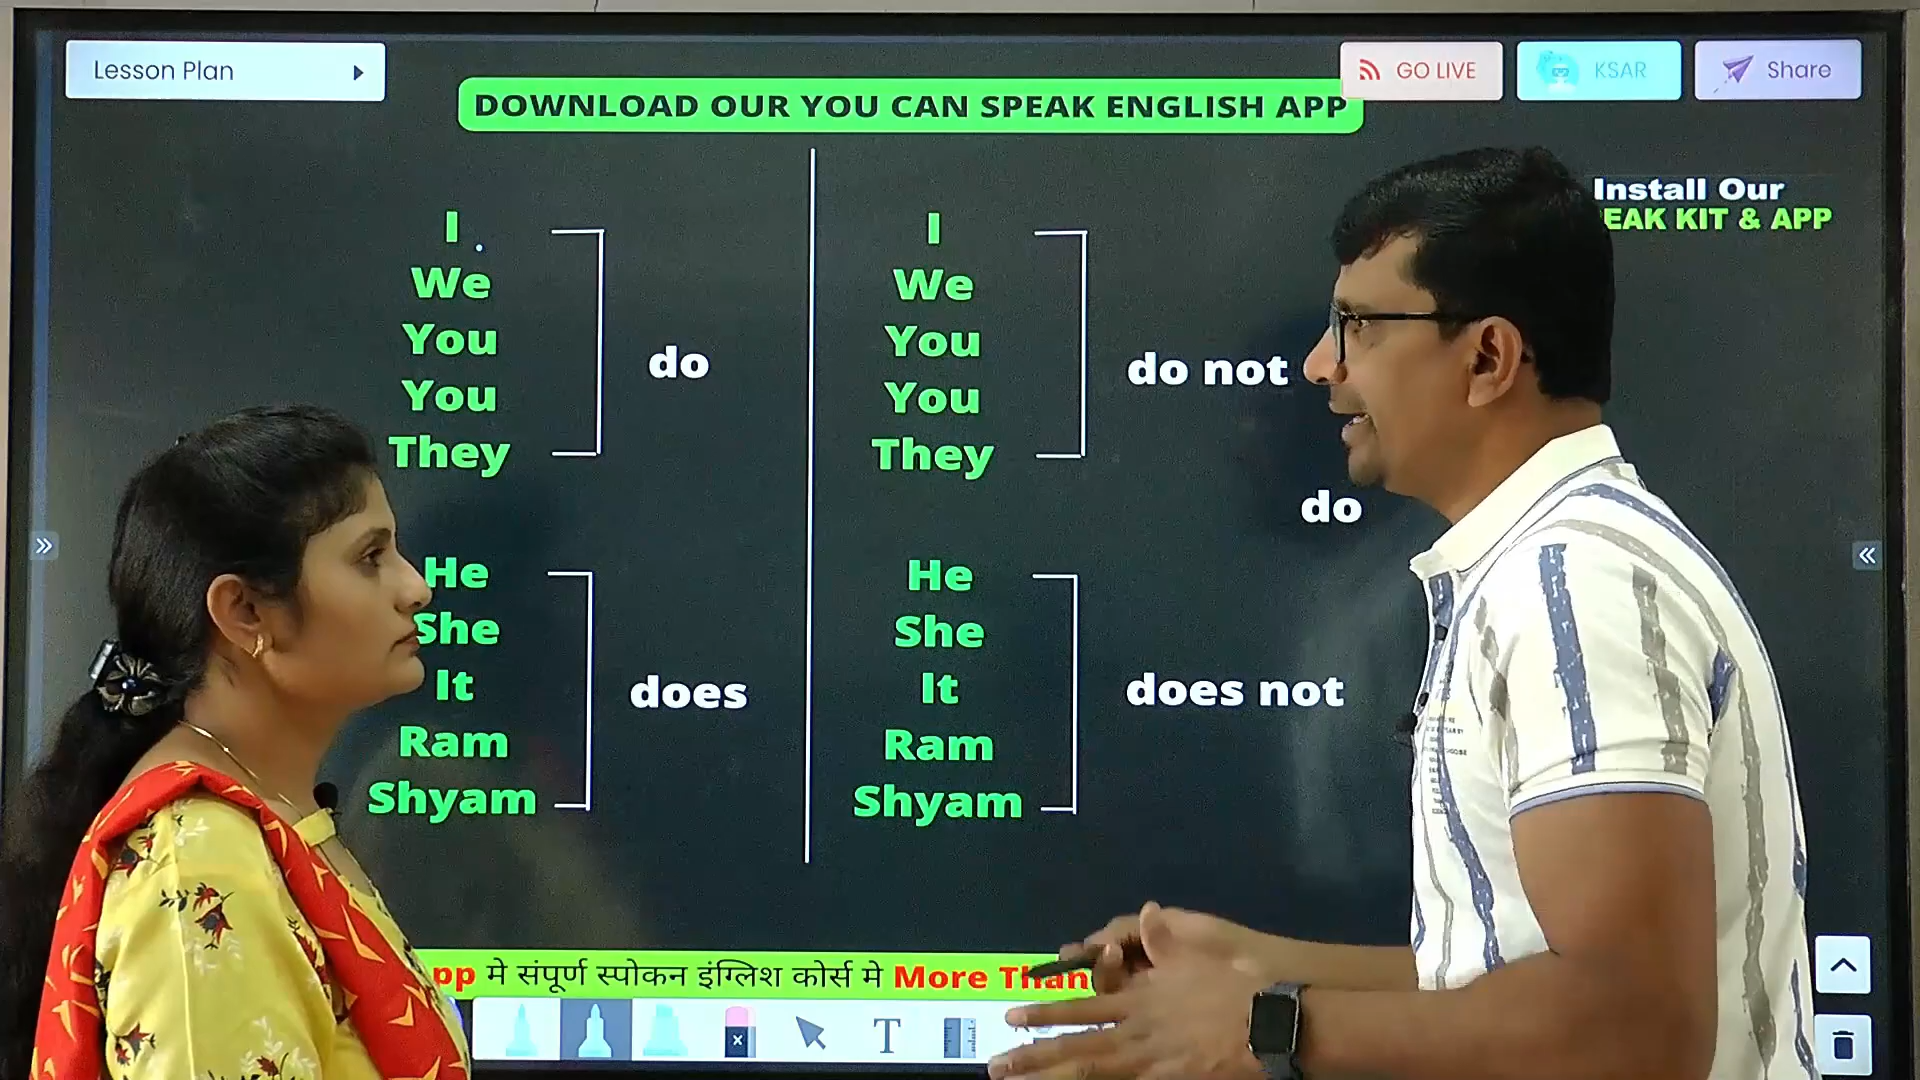 Lesson Plan
GO LIVE
KSAR
Share
DOWNLOAD OUR YOU CAN SPEAK ENGLISH APP
Install Our
KIT & APP
I .
We
You
You
They
do
He
She
It
Ram
Shyam
does
I
We
You
You
They
do not
do
He
She
It
Ram
Shyam
does not
मे संपूर्ण स्पोकन इंग्लिश कोर्स मे More Than
T